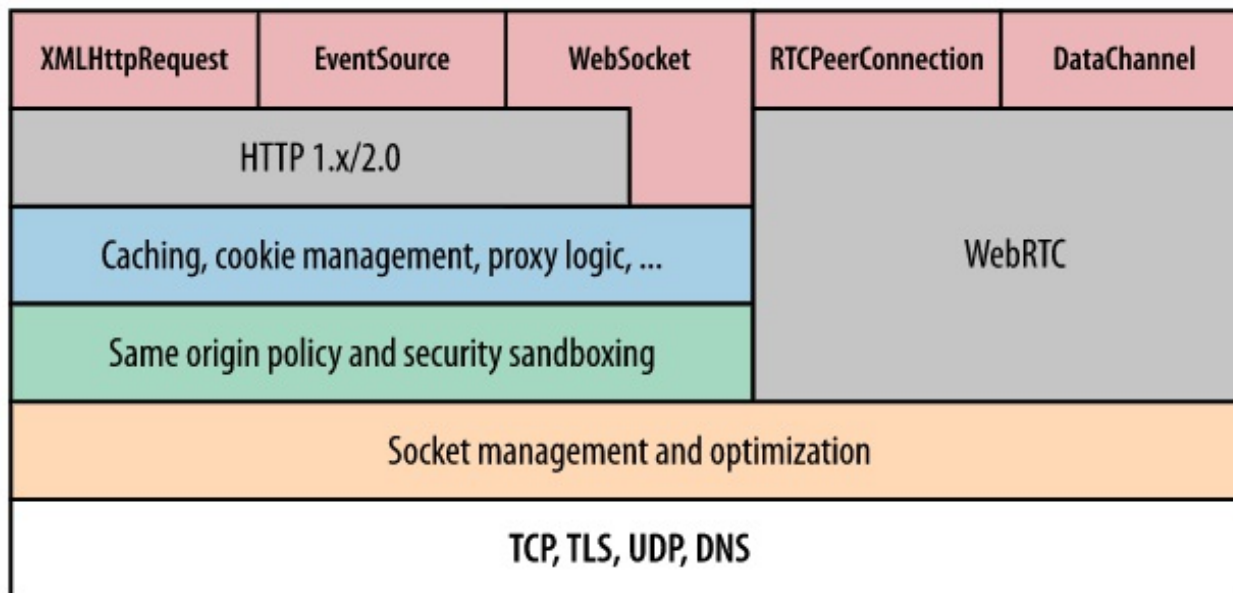 XMLHttpRequest
EventSource
WebSocket
RTCPeerConnection
DataChannel
HTTP 1.x/2.0
Caching, cookie management, proxy logic, ...
WebRTC
Same origin policy and security sandboxing
Socket management and optimization
TCP, TLS, UDP, DNS